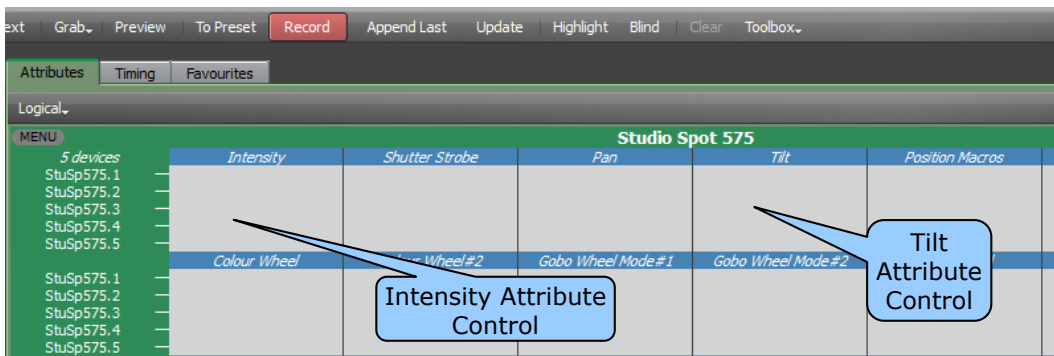 ext Grab Preview To Preset Record Append Last Update Highlight Blind Clear Toolbox
Attributes Timing Favourites
Logical
MENU Studio Spot 575
5 devices Intensity Shutter Strobe Pan Tilt Position Macros
StuSp575.1
StuSp575.2
StuSp575.3
StuSp575.4
StuSp575.5
Colour Wheel Wheel#2 Gobo Wheel Mode#1 Gobo Wheel Mode#2
StuSp575.1
StuSp575.2
StuSp575.3
StuSp575.4
StuSp575.5
Intensity Attribute
Control
Tilt
Attribute
Control